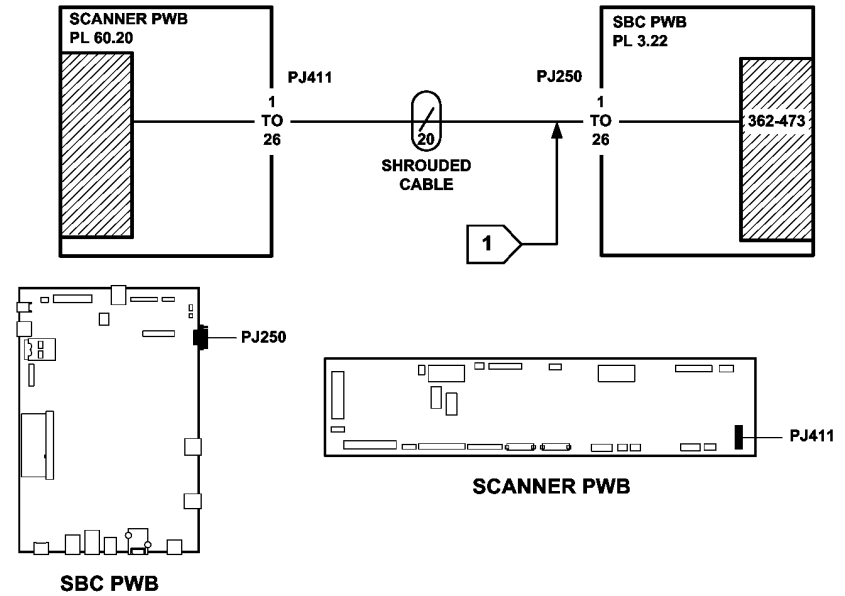 SCANNER PWB
PL 60.20
SBC PWB
PL 3.22
PJ411
PJ250
1
TO
26
20
SHROUDED
CABLE
1
TO
26
362-473
1
PJ250
PJ411
SCANNER PWB
SBC PWB